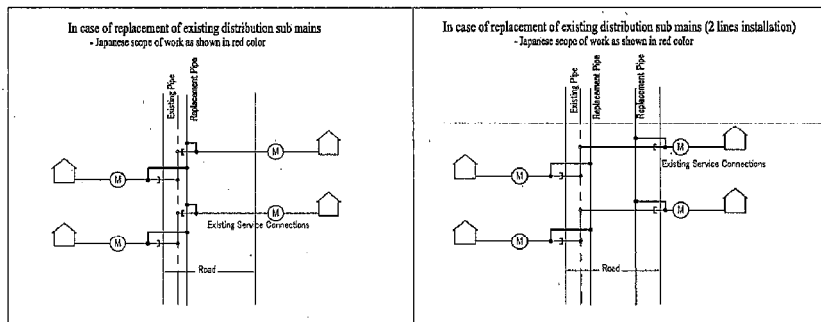 In case of replacement of existing distribution sub mains
- Japanese scope of work as shown in red color
Existing Pipe
Replacement Pipe
M
M
M
M
Existing Service Connections
Road
In case of replacement of existing distribution sub mains (2 lines installation)
- Japanese scope of work as shown in red color
Existing Pipe
Replacement Pipe
Replacement Pipe
M
Existing Service Connections
M
M
M
Road